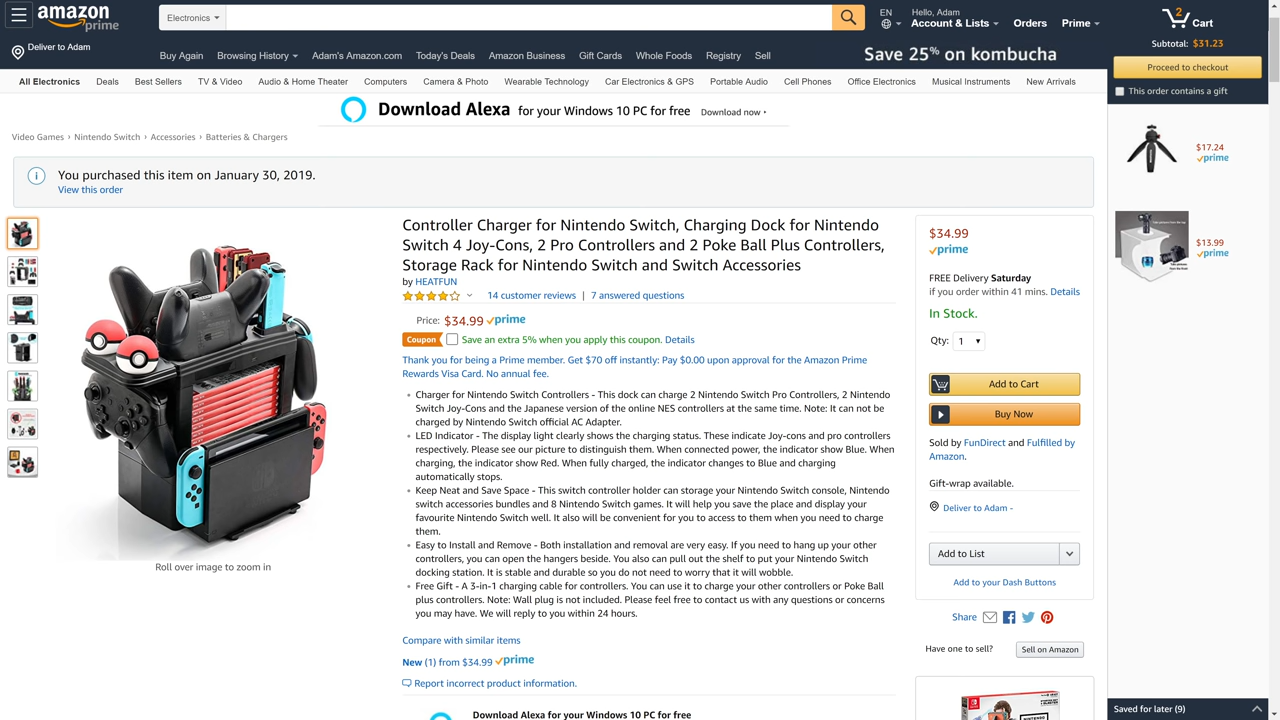 amazon
prime
Electronics
EN
Hello, Adam
Account & Lists
Orders
Prime
2
Cart
Deliver to Adam
Buy Again
Browsing History
Adam's Amazon.com
Today's Deals
Amazon Business
Gift Cards
Whole Foods
Registry
Sell
Save 25% on kombucha
Subtotal: $31.23
Proceed to checkout
This order contains a gift
All Electronics
Deals
Best Sellers
TV & Video
Audio & Home Theater
Computers
Camera & Photo
Wearable Technology
Car Electronics & GPS
Portable Audio
Cell Phones
Office Electronics
Musical Instruments
New Arrivals
Download Alexa for your Windows 10 PC for free Download now ▸
Video Games › Nintendo Switch › Accessories › Batteries & Chargers
You purchased this item on January 30, 2019.
View this order
Controller Charger for Nintendo Switch, Charging Dock for Nintendo
Switch 4 Joy-Cons, 2 Pro Controllers and 2 Poke Ball Plus Controllers,
Storage Rack for Nintendo Switch and Switch Accessories
by HEATFUN
14 customer reviews | 7 answered questions
Price: $34.99 prime
Coupon Save an extra 5% when you apply this coupon. Details
Thank you for being a Prime member. Get $70 off instantly: Pay $0.00 upon approval for the Amazon Prime
Rewards Visa Card. No annual fee.
Charger for Nintendo Switch Controllers - This dock can charge 2 Nintendo Switch Pro Controllers, 2 Nintendo
Switch Joy-Cons and the Japanese version of the online NES controllers at the same time. Note: It can not be
charged by Nintendo Switch official AC Adapter.
LED Indicator - The display light clearly shows the charging status. These indicate Joy-cons and pro controllers
respectively. Please see our picture to distinguish them. When connected power, the indicator show Blue. When
charging, the indicator show Red. When fully charged, the indicator changes to Blue and charging
automatically stops.
Keep Neat and Save Space - This switch controller holder can storage your Nintendo Switch console, Nintendo
switch accessories bundles and 8 Nintendo Switch games. It will help you save the place and display your
favourite Nintendo Switch well. It also will be convenient for you to access to them when you need to charge
them.
Easy to Install and Remove - Both installation and removal are very easy. If you need to hang up your other
controllers, you can open the hangers beside. You also can pull out the shelf to put your Nintendo Switch
docking station. It is stable and durable so you do not need to worry that it will wobble.
Free Gift - A 3-in-1 charging cable for controllers. You can use it to charge your other controllers or Poke Ball
plus controllers. Note: Wall plug is not included. Please feel free to contact us with any questions or concerns
you may have. We will reply to you within 24 hours.
Compare with similar items
New (1) from $34.99 prime
Report incorrect product information.
Download Alexa for your Windows 10 PC for free
Roll over image to zoom in
$34.99
prime
FREE Delivery Saturday
if you order within 41 mins. Details
In Stock.
Qty: 1
Add to Cart
Buy Now
Sold by FunDirect and Fulfilled by
Amazon.
Gift-wrap available.
Deliver to Adam -
Add to List
Add to your Dash Buttons
Share
Have one to sell?
Sell on Amazon
$17.24
prime
$13.99
prime
Saved for later (9)